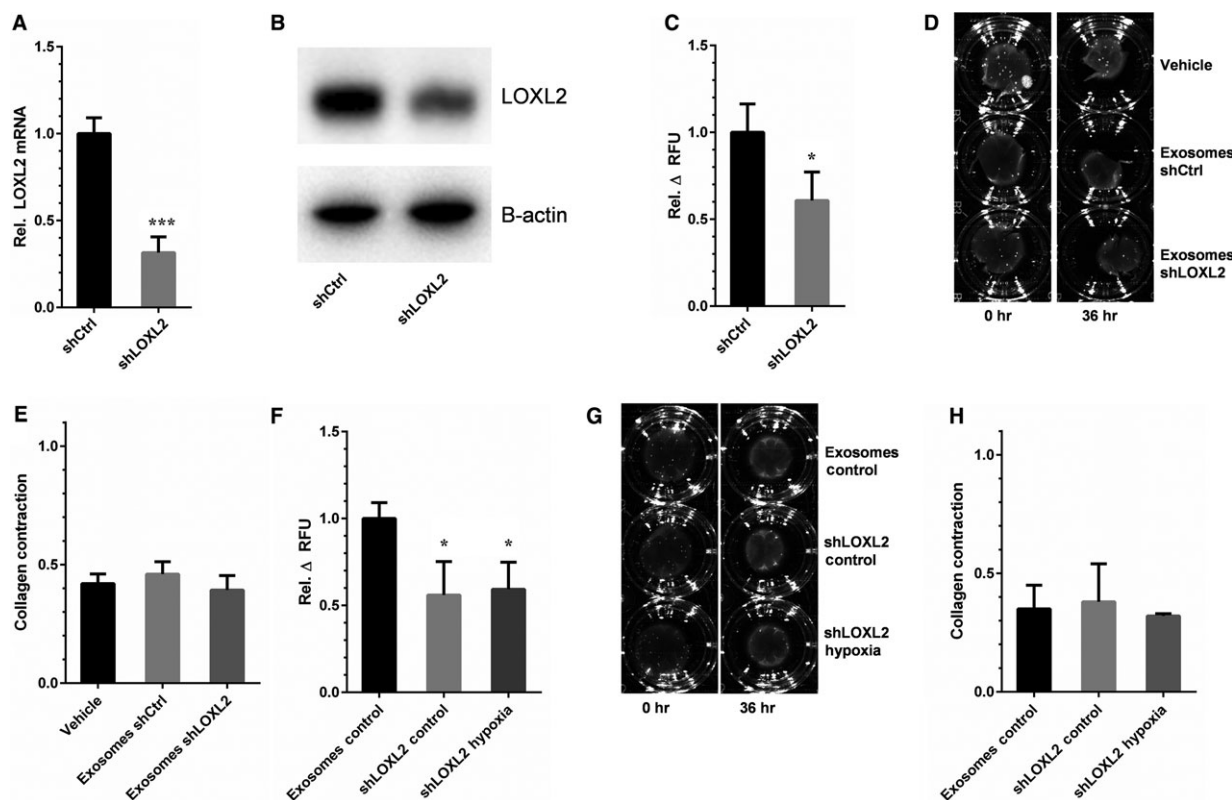 A
Rel. LOXL2 mRNA
1.5
1.0
0.5
0.0
***
shCtrl
shLOXL2
B
LOXL2
B-actin
shCtrl
shLOXL2
C
Rel. Δ RFU
1.5
1.0
0.5
0.0
*
shCtrl
shLOXL2
D
Vehicle
Exosomes
shCtrl
Exosomes
shLOXL2
0 hr
36 hr
E
Collagen contraction
1.0
0.5
0.0
Vehicle
Exosomes shCtrl
Exosomes shLOXL2
F
Rel. Δ RFU
1.5
1.0
0.5
0.0
*
*
Exosomes control
shLOXL2 control
shLOXL2 hypoxia
G
Exosomes
control
shLOXL2
control
shLOXL2
hypoxia
0 hr
36 hr
H
Collagen contraction
1.0
0.5
0.0
Exosomes control
shLOXL2 control
shLOXL2 hypoxia